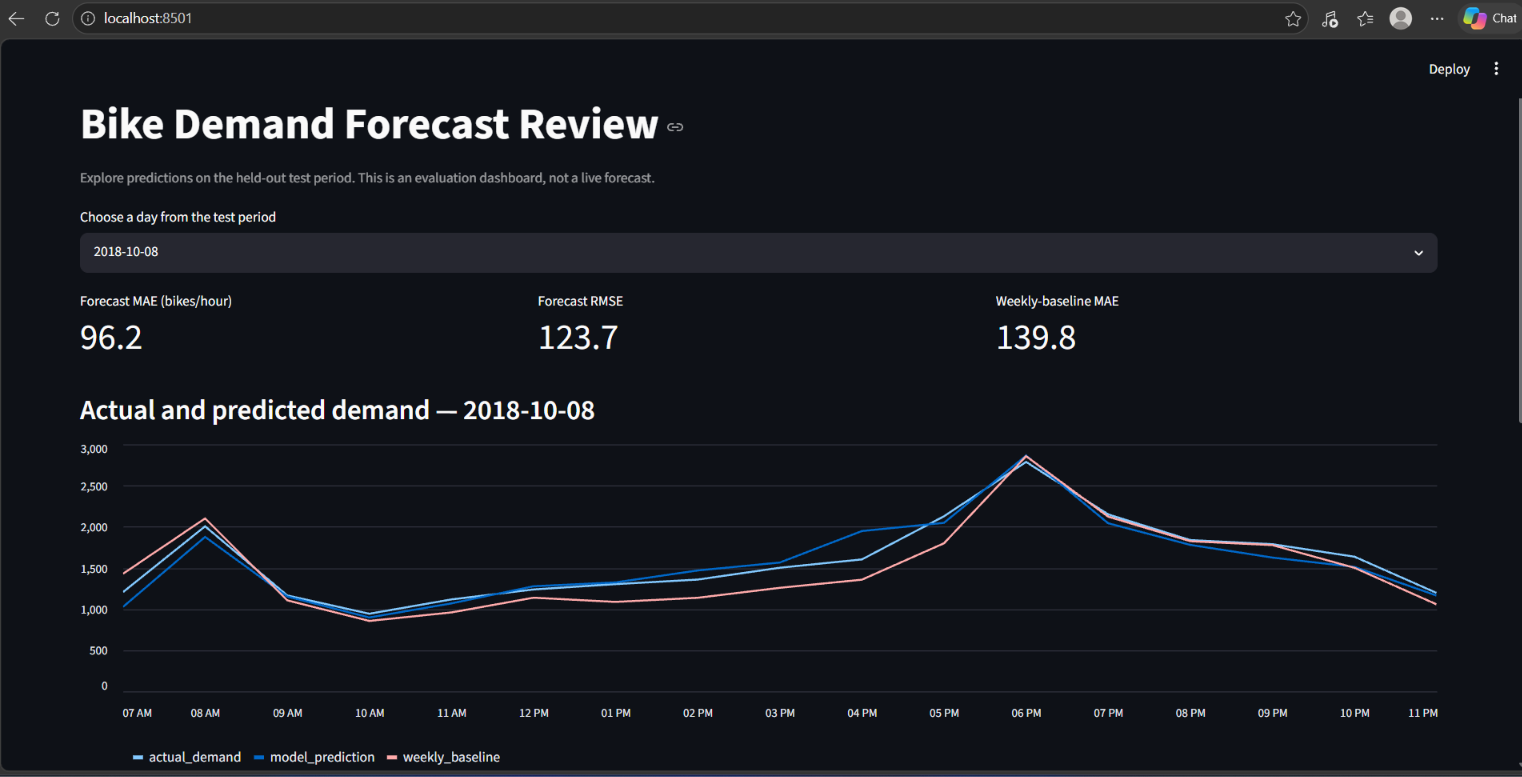 localhost:8501
Chat
Deploy
Bike Demand Forecast Review
Explore predictions on the held-out test period. This is an evaluation dashboard, not a live forecast.
Choose a day from the test period
2018-10-08
Forecast MAE (bikes/hour) Forecast RMSE Weekly-baseline MAE
96.2 123.7 139.8
Actual and predicted demand — 2018-10-08
3,000
2,500
2,000
1,500
1,000
500
0
07 AM 08 AM 09 AM 10 AM 11 AM 12 PM 01 PM 02 PM 03 PM 04 PM 05 PM 06 PM 07 PM 08 PM 09 PM 10 PM 11 PM
actual_demand model_prediction weekly_baseline